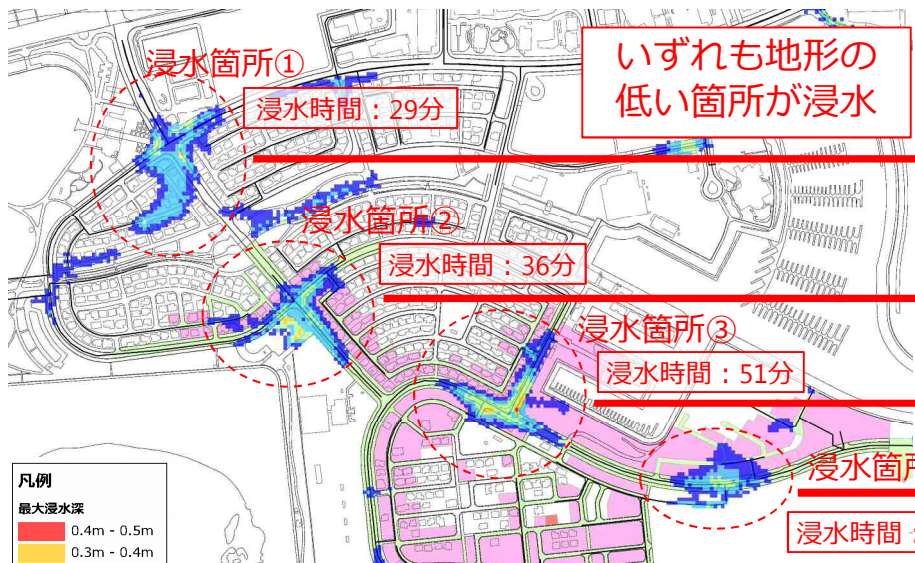 いずれも地形の
低い箇所が浸水
浸水箇所①
浸水時間：29分
浸水箇所②
浸水時間：36分
浸水箇所③
浸水時間：51分
浸水箇所
浸水時間：
凡例
最大浸水深
0.4m - 0.5m
0.3m - 0.4m